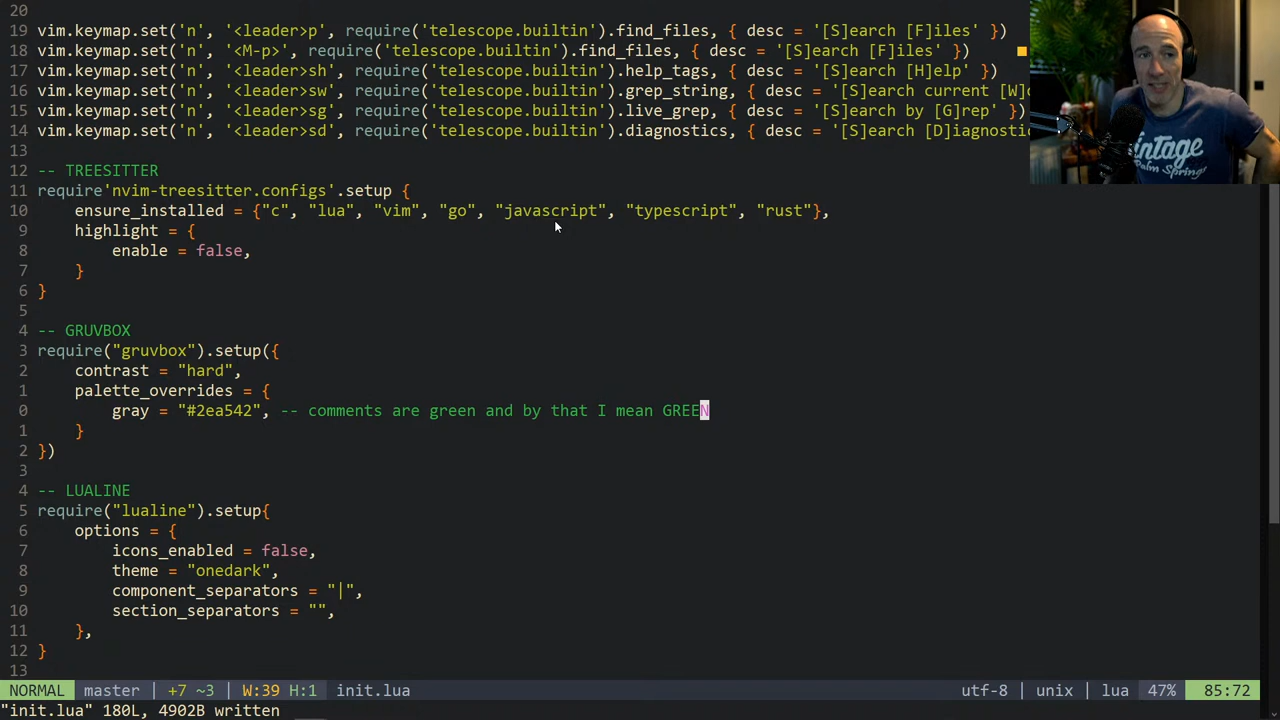 20
19 vim.keymap.set('n', '<leader>p', require('telescope.builtin').find_files, { desc = '[S]earch [F]iles' })
18 vim.keymap.set('n', '<M-p>', require('telescope.builtin').find_files, { desc = '[S]earch [F]iles' })
17 vim.keymap.set('n', '<leader>sh', require('telescope.builtin').help_tags, { desc = '[S]earch [H]elp' })
16 vim.keymap.set('n', '<leader>sw', require('telescope.builtin').grep_string, { desc = '[S]earch current [W]
15 vim.keymap.set('n', '<leader>sg', require('telescope.builtin').live_grep, { desc = '[S]earch by [G]rep' })
14 vim.keymap.set('n', '<leader>sd', require('telescope.builtin').diagnostics, { desc = '[S]earch [D]iagnostic
13
12 -- TREESITTER
11 require'nvim-treesitter.configs'.setup {
10 ensure_installed = {"c", "lua", "vim", "go", "javascript", "typescript", "rust"},
9 highlight = {
8 enable = false,
7 }
6 }
5
4 -- GRUVBOX
3 require("gruvbox").setup({
2 contrast = "hard",
1 palette_overrides = {
0 gray = "#2ea542", -- comments are green and by that I mean GREEN
1 }
2 })
3
4 -- LUALINE
5 require("lualine").setup{
6 options = {
7 icons_enabled = false,
8 theme = "onedark",
9 component_separators = "|",
10 section_separators = "",
11 },
12 }
13
NORMAL master | +7 ~3 | W:39 H:1 init.lua utf-8 | unix | lua 47% 85:72
"init.lua" 180L, 4902B written
intage
Palm Springs